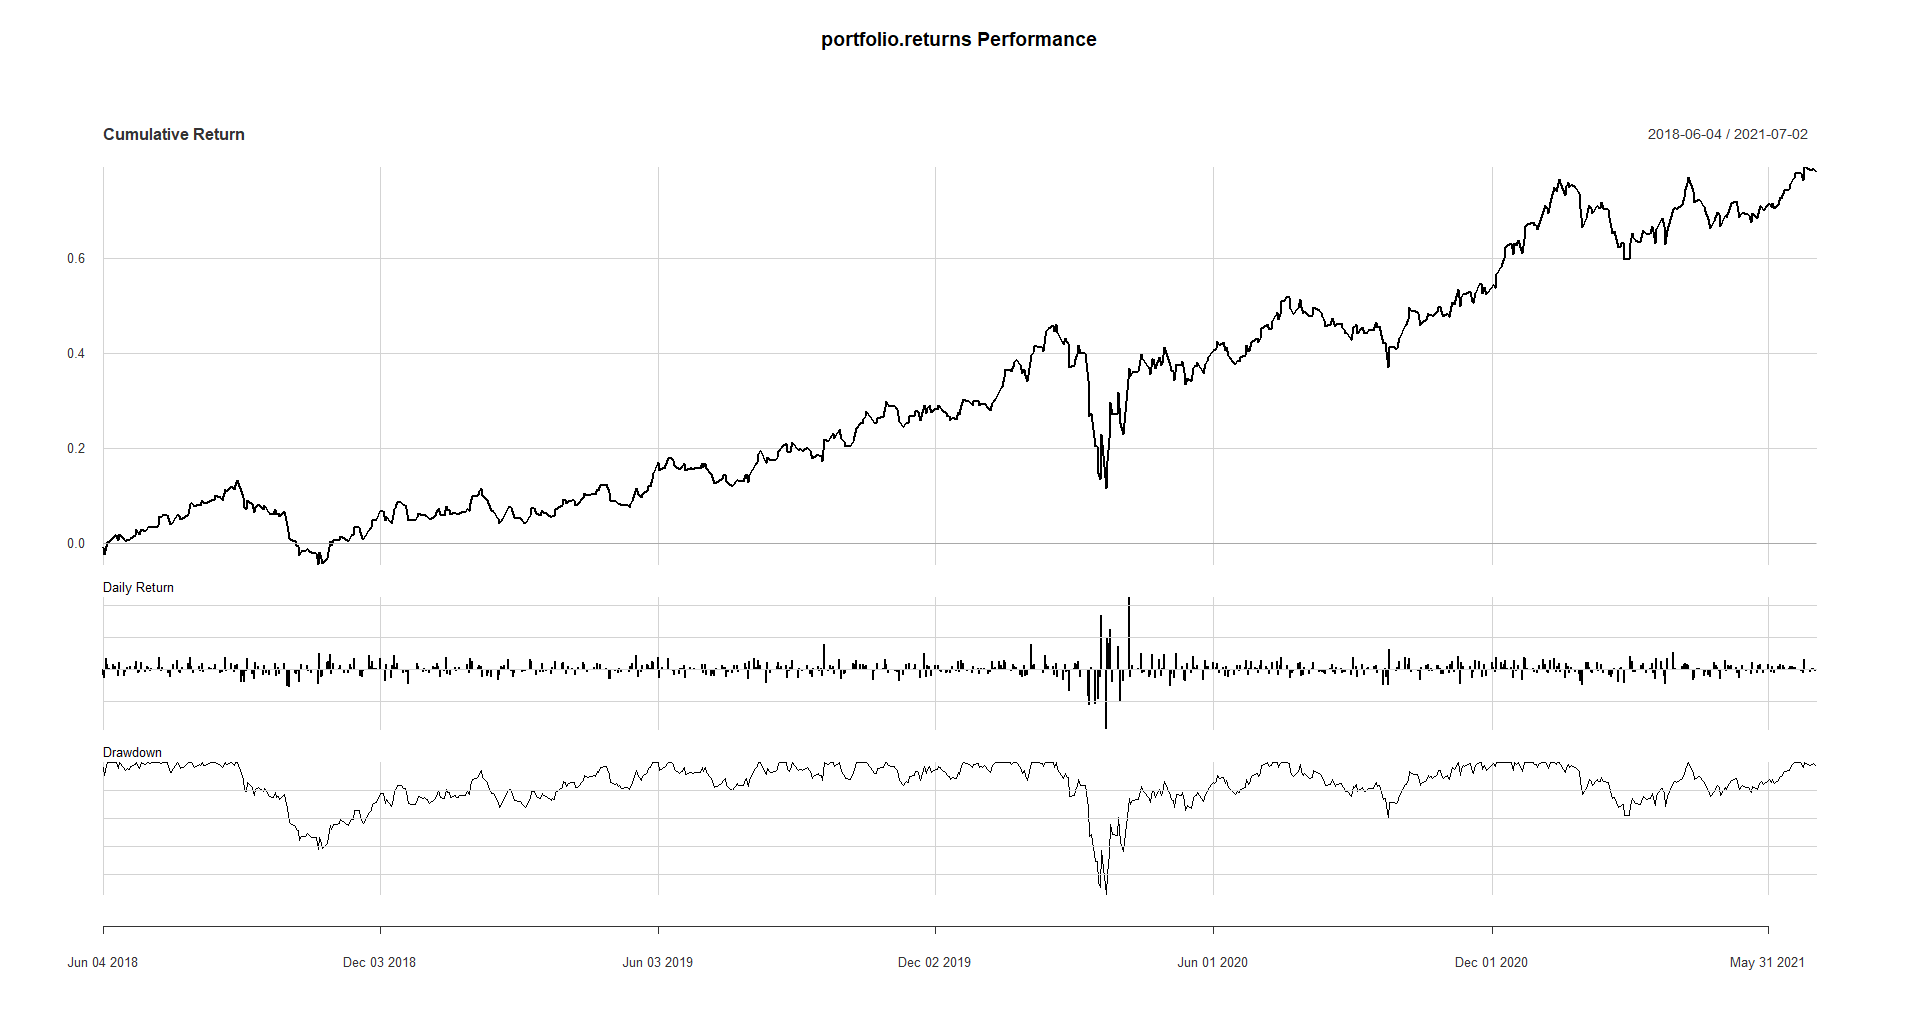 portfolio.returns Performance
Cumulative Return 2018-06-04 / 2021-07-02
0.6
0.4
0.2
0.0
Daily Return
Drawdown
Jun 04 2018 Dec 03 2018 Jun 03 2019 Dec 02 2019 Jun 01 2020 Dec 01 2020 May 31 2021